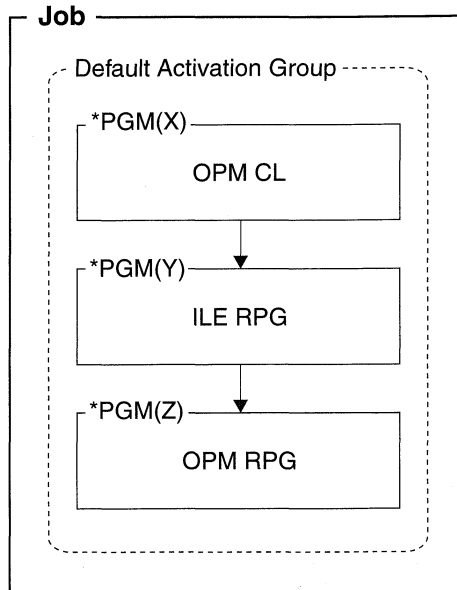 Job
Default Activation Group
*PGM(X)
OPM CL
*PGM(Y)
ILE RPG
*PGM(Z)
OPM RPG